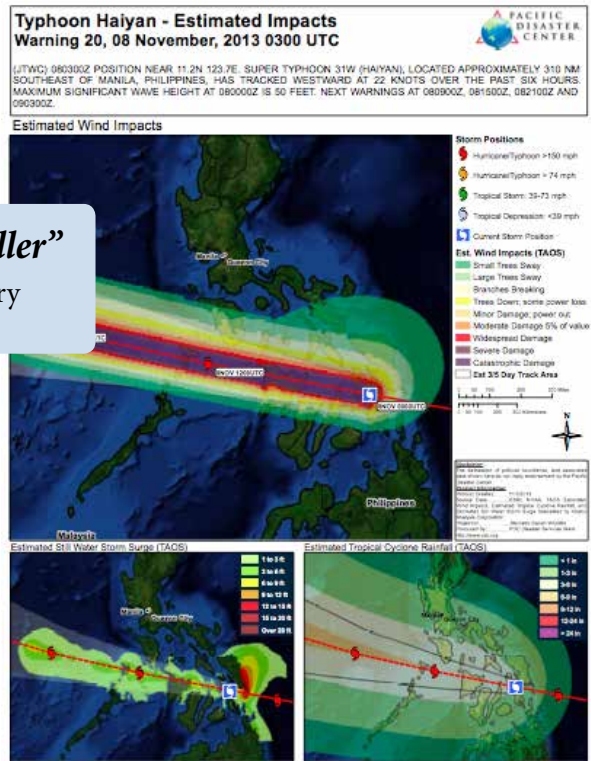 Typhoon Haiyan - Estimated Impacts
Warning 20, 08 November, 2013 0300 UTC
PACIFIC
DISASTER
CENTER
(JTWC) 080300Z POSITION NEAR 11.2N 123.7E. SUPER TYPHOON 31W (HAIYAN), LOCATED APPROXIMATELY 310 NM
SOUTHEAST OF MANILA, PHILIPPINES, HAS TRACKED WESTWARD AT 22 KNOTS OVER THE PAST SIX HOURS.
MAXIMUM SIGNIFICANT WAVE HEIGHT AT 080000Z IS 50 FEET. NEXT WARNINGS AT 080900Z, 081500Z, 082100Z AND
090300Z.
Estimated Wind Impacts
Storm Positions
Hurricane/Typhoon >150 mph
Hurricane/Typhoon > 74 mph
Tropical Storm: 39-73 mph
Tropical Depression: <39 mph
Current Storm Position
Est. Wind Impacts (TAOS)
Small Trees Sway
Large Trees Sway
Branches Breaking
Trees Down; some power loss
Minor Damage; power out
Moderate Damage 5% of value
Widespread Damage
Severe Damage
Catastrophic Damage
Est 3/5 Day Track Area
N
Manila
Quezon City
ller”
ry
8NOV 1200UTC
8NOV 0000UTC
Philippines
Malaysia
Estimated Still Water Storm Surge (TAOS)
1 to 3 ft
3 to 6 ft
6 to 9 ft
9 to 12 ft
12 to 15 ft
15 to 20 ft
Over 20 ft
Manila
Quezon City
Estimated Tropical Cyclone Rainfall (TAOS)
< 1 in
1-3 in
3-5 in
5-8 in
8-12 in
12-24 in
> 24 in